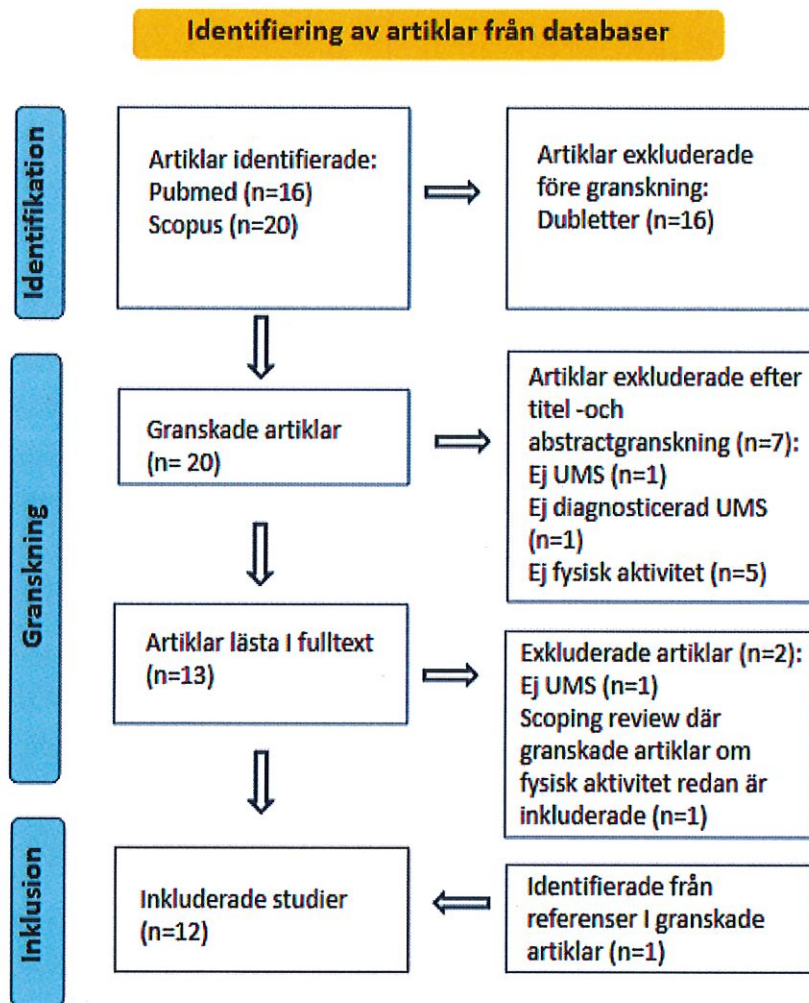 Identifiering av artiklar från databaser
Identifikation
Artiklar identifierade:
Pubmed (n=16)
Scopus (n=20)
Artiklar exkluderade
före granskning:
Dubletter (n=16)
Granskning
Granskade artiklar
(n= 20)
Artiklar exkluderade efter
titel -och
abstractgranskning (n=7):
Ej UMS (n=1)
Ej diagnosticerad UMS
(n=1)
Ej fysisk aktivitet (n=5)
Artiklar lästa I fulltext
(n=13)
Exkluderade artiklar (n=2):
Ej UMS (n=1)
Scoping review där
granskade artiklar om
fysisk aktivitet redan är
inkluderade (n=1)
Inklusion
Inkluderade studier
(n=12)
Identifierade från
referenser I granskade
artiklar (n=1)